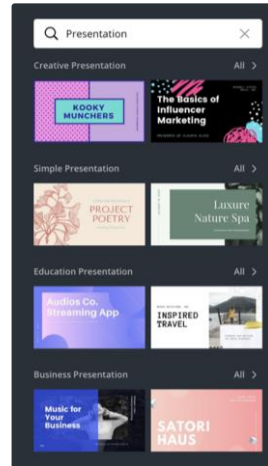 Presentation
Creative Presentation
All >
KOOKY
MUNCHERS
The Basics of
Influencer
Marketing
Simple Presentation
All >
PROJECT
POETRY
Luxure
Nature Spa
Education Presentation
All >
Audios Co.
Streaming App
INSPIRED
TRAVEL
Business Presentation
All >
Music for
Your
Business
SATORI
HAUS